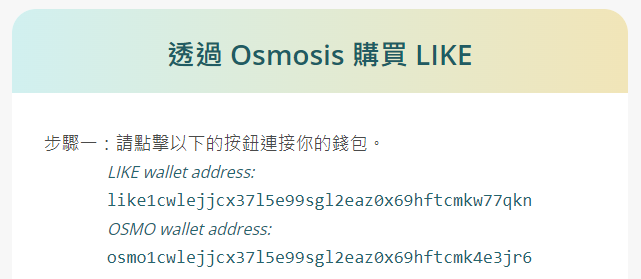 透過 Osmosis 購買 LIKE
步驟一：請點擊以下的按鈕連接你的錢包。
LIKE wallet address:
like1cwlejjcx37l5e99sgl2eaz0x69hftcmkw77qkn
OSMO wallet address:
osmo1cwlejjcx37l5e99sgl2eaz0x69hftcmk4e3jr6